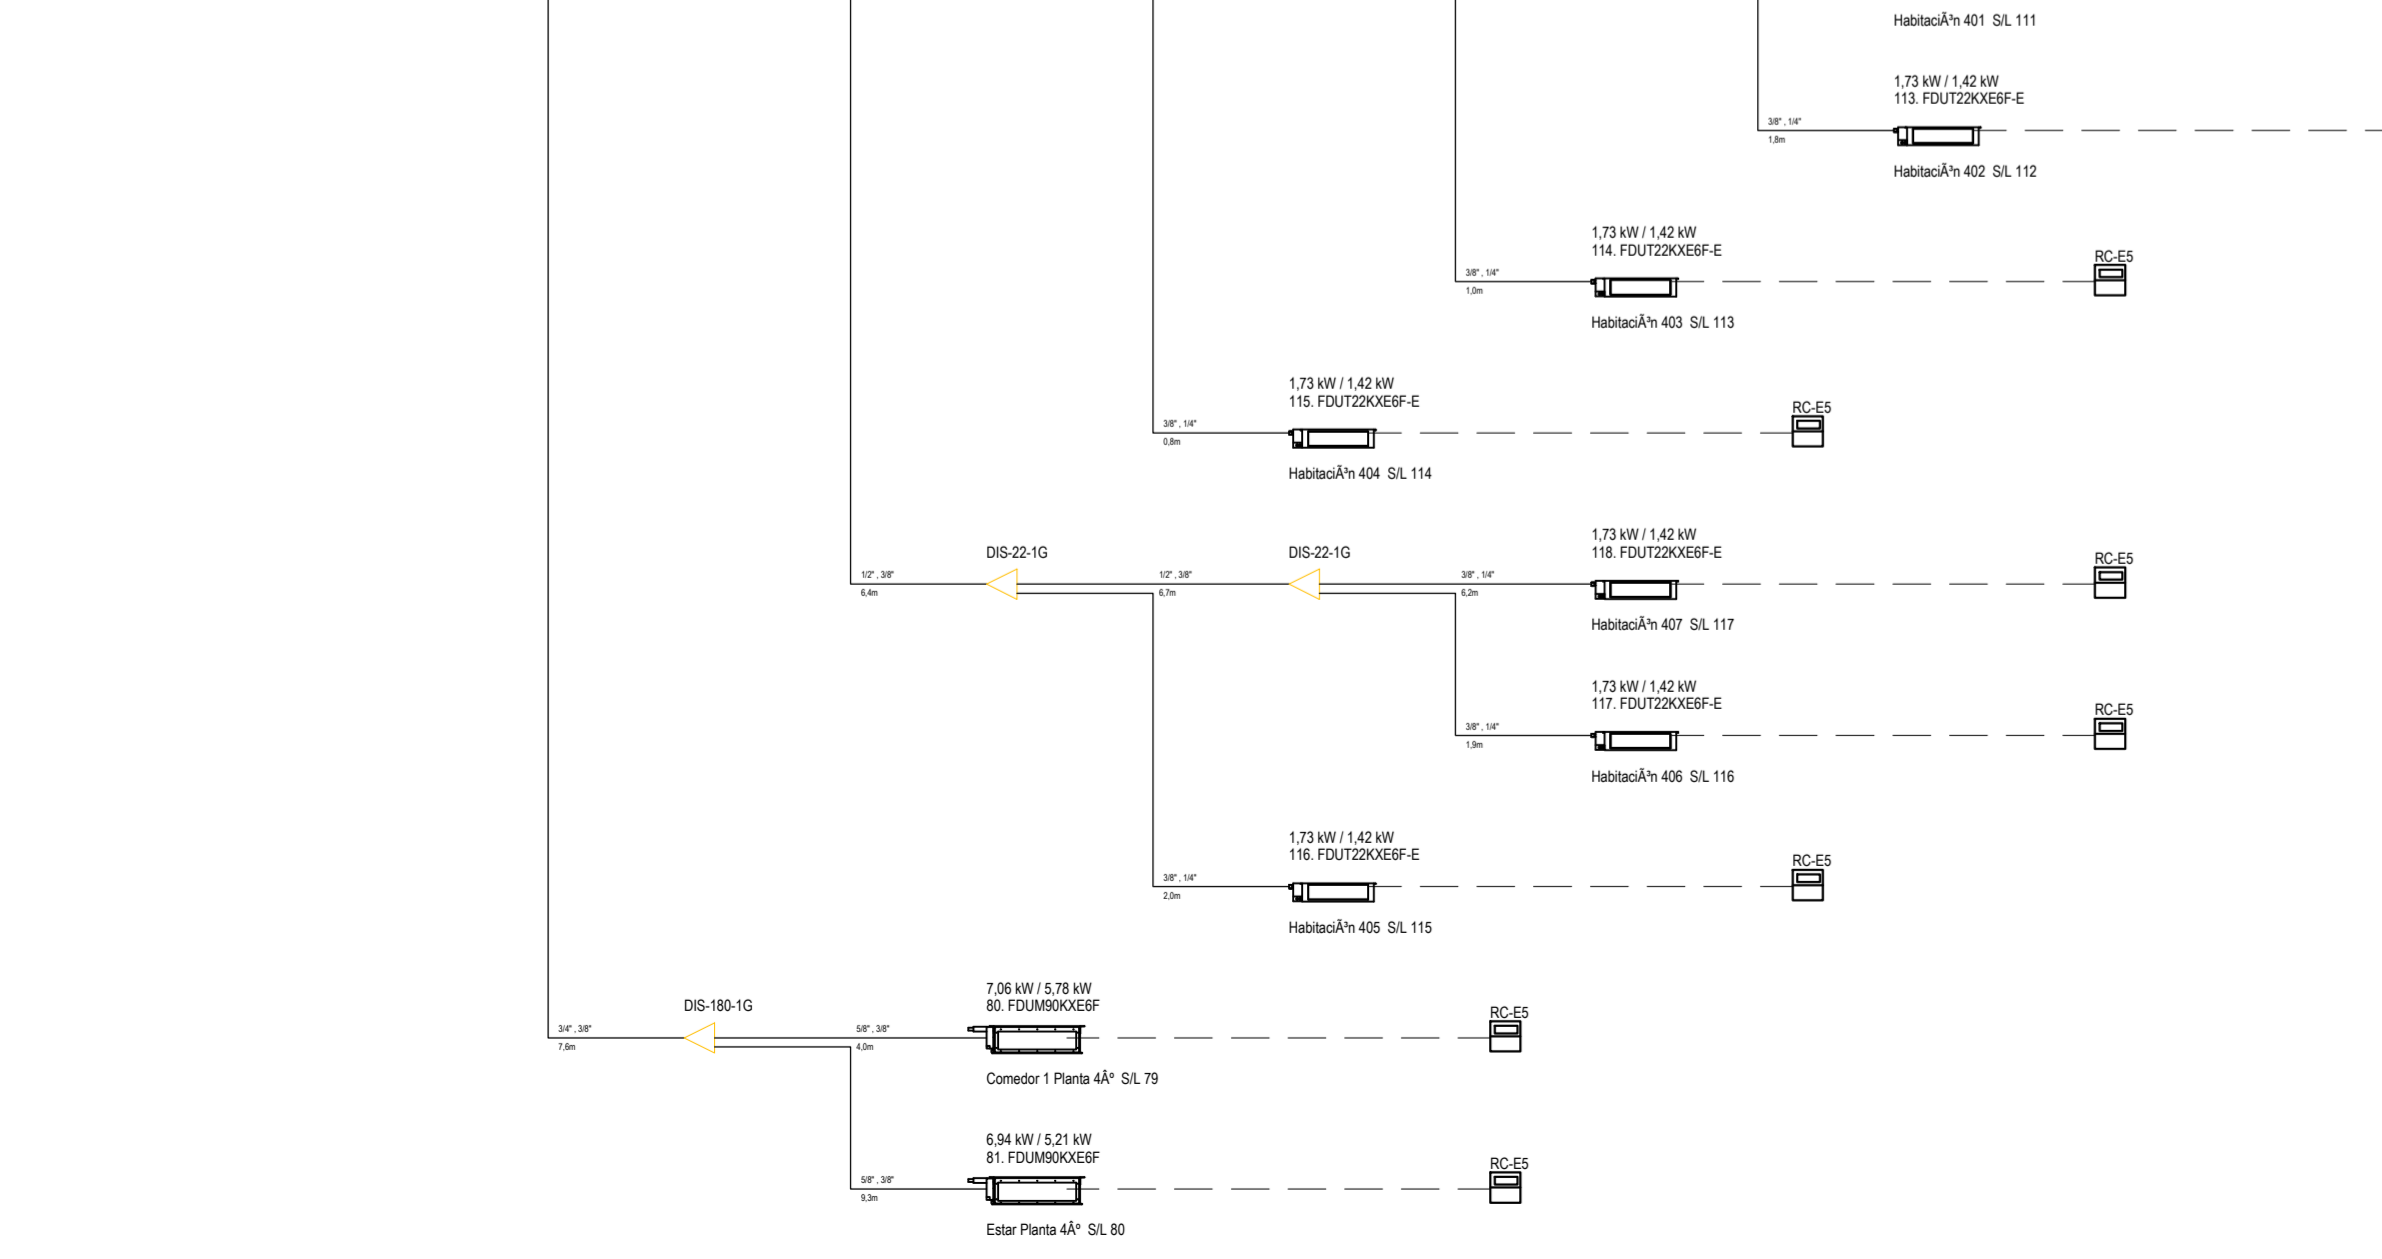 HabitaciÃ³n 401 S/L 111
1,73 kW / 1,42 kW
113. FDUT22KXE6F-E
3/8" , 1/4"
1,8m
HabitaciÃ³n 402 S/L 112
1,73 kW / 1,42 kW
114. FDUT22KXE6F-E
RC-E5
3/8" , 1/4"
1,0m
HabitaciÃ³n 403 S/L 113
1,73 kW / 1,42 kW
115. FDUT22KXE6F-E
RC-E5
3/8" , 1/4"
0,8m
HabitaciÃ³n 404 S/L 114
1,73 kW / 1,42 kW
DIS-22-1G
DIS-22-1G
118. FDUT22KXE6F-E
RC-E5
1/2" , 3/8"
1/2" , 3/8"
3/8" , 1/4"
6,4m
6,7m
6,2m
HabitaciÃ³n 407 S/L 117
1,73 kW / 1,42 kW
117. FDUT22KXE6F-E
RC-E5
3/8" , 1/4"
1,9m
HabitaciÃ³n 406 S/L 116
1,73 kW / 1,42 kW
116. FDUT22KXE6F-E
RC-E5
3/8" , 1/4"
2,0m
HabitaciÃ³n 405 S/L 115
7,06 kW / 5,78 kW
DIS-180-1G
80. FDUM90KXE6F
RC-E5
3/4" , 3/8"
5/8" , 3/8"
7,6m
4,0m
Comedor 1 Planta 4Âº S/L 79
6,94 kW / 5,21 kW
81. FDUM90KXE6F
RC-E5
5/8" , 3/8"
9,3m
Estar Planta 4Âº S/L 80